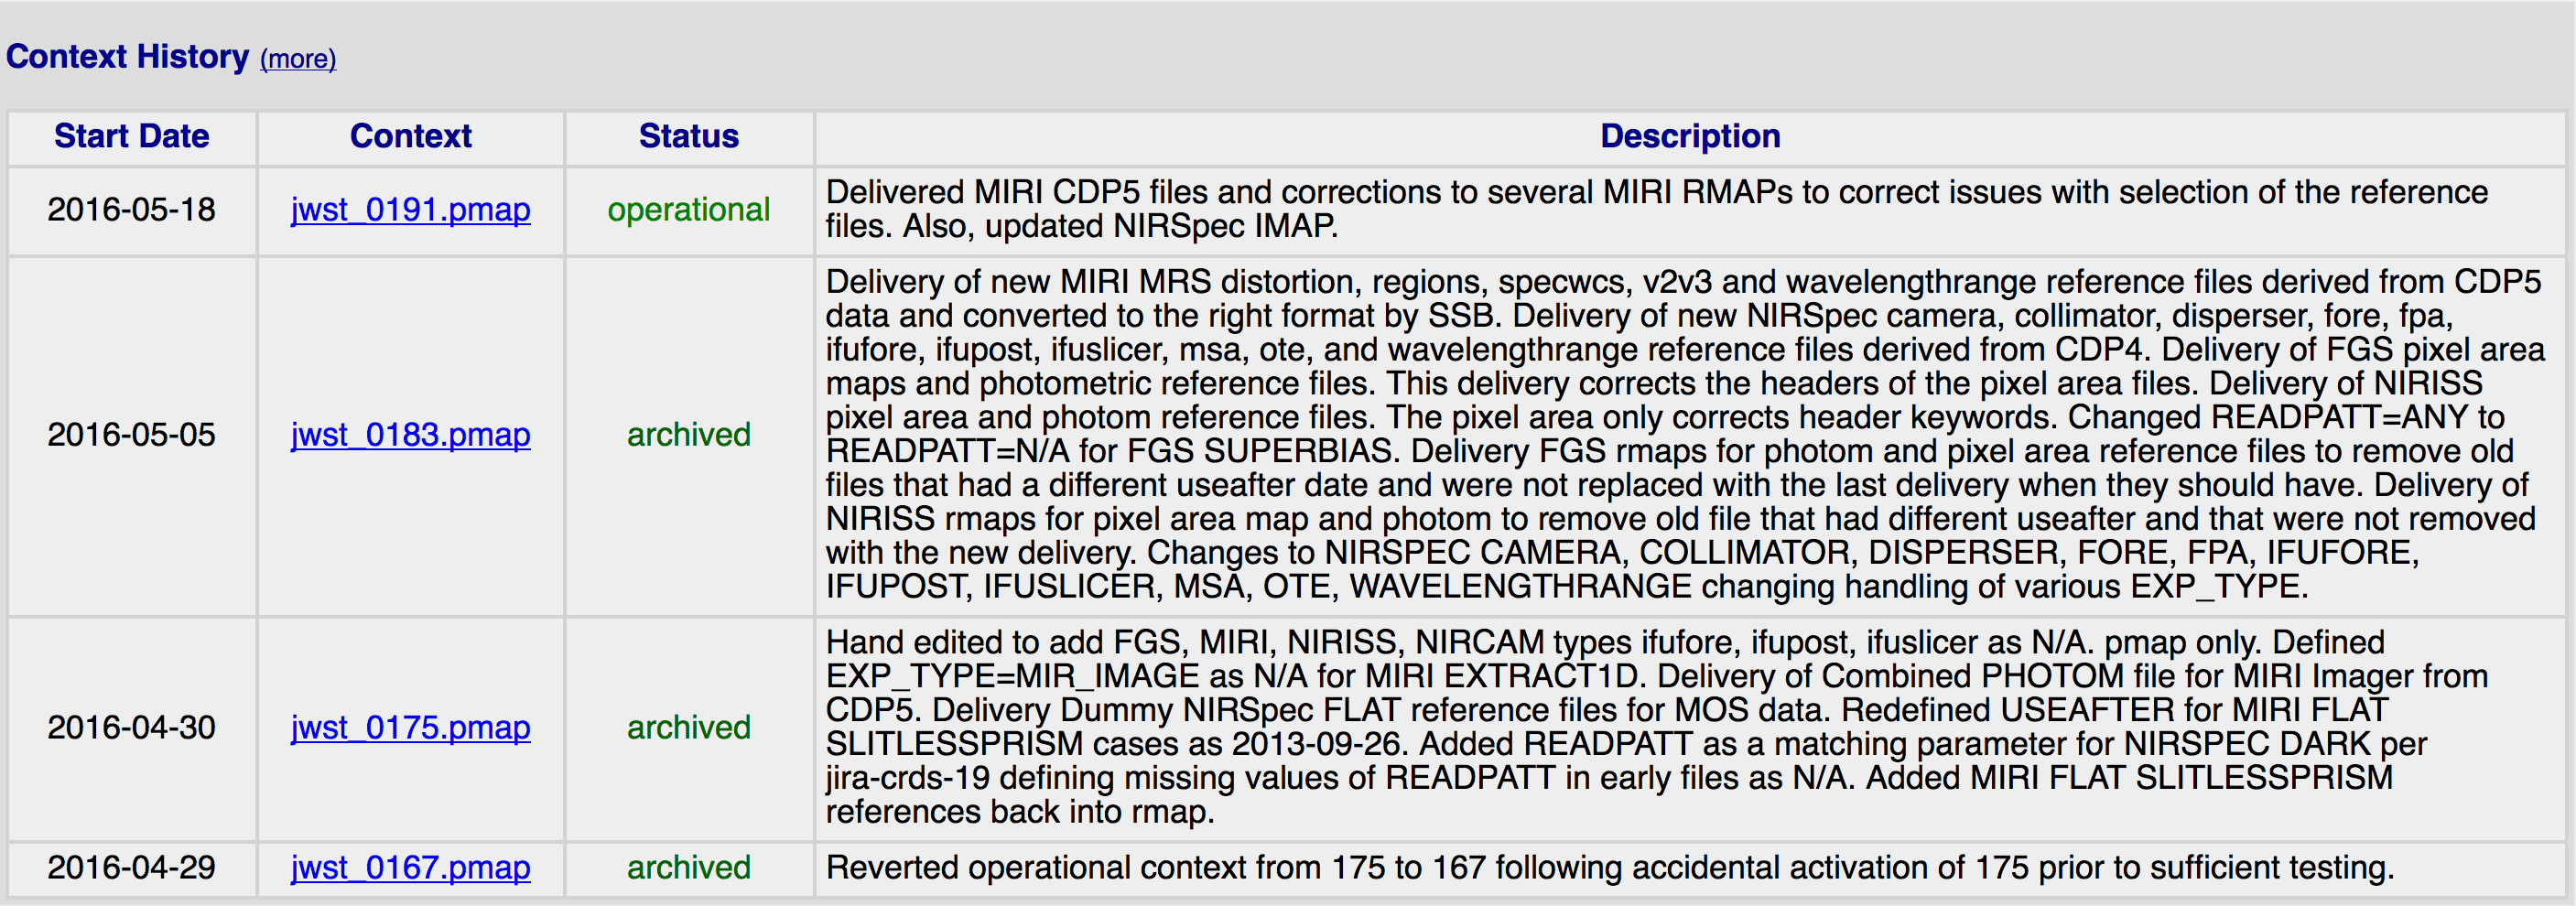 Context History (more)
Start Date Context Status Description
2016-05-18 jwst_0191.pmap operational
Delivered MIRI CDP5 files and corrections to several MIRI RMAPs to correct issues with selection of the reference
files. Also, updated NIRSpec IMAP.
2016-05-05 jwst_0183.pmap archived
Delivery of new MIRI MRS distortion, regions, specwcs, v2v3 and wavelengthrange reference files derived from CDP5
data and converted to the right format by SSB. Delivery of new NIRSpec camera, collimator, disperser, fore, fpa,
ifufore, ifupost, ifuslicer, msa, ote, and wavelengthrange reference files derived from CDP4. Delivery of FGS pixel area
maps and photometric reference files. This delivery corrects the headers of the pixel area files. Delivery of NIRISS
pixel area and photom reference files. The pixel area only corrects header keywords. Changed READPATT=ANY to
READPATT=N/A for FGS SUPERBIAS. Delivery FGS rmaps for photom and pixel area reference files to remove old
files that had a different useafter date and were not replaced with the last delivery when they should have. Delivery of
NIRISS rmaps for pixel area map and photom to remove old file that had different useafter and that were not removed
with the new delivery. Changes to NIRSPEC CAMERA, COLLIMATOR, DISPERSER, FORE, FPA, IFUFORE,
IFUPOST, IFUSLICER, MSA, OTE, WAVELENGTHRANGE changing handling of various EXP_TYPE.
2016-04-30 jwst_0175.pmap archived
Hand edited to add FGS, MIRI, NIRISS, NIRCAM types ifufore, ifupost, ifuslicer as N/A. pmap only. Defined
EXP_TYPE=MIR_IMAGE as N/A for MIRI EXTRACT1D. Delivery of Combined PHOTOM file for MIRI Imager from
CDP5. Delivery Dummy NIRSpec FLAT reference files for MOS data. Redefined USEAFTER for MIRI FLAT
SLITLESSPRISM cases as 2013-09-26. Added READPATT as a matching parameter for NIRSPEC DARK per
jira-crds-19 defining missing values of READPATT in early files as N/A. Added MIRI FLAT SLITLESSPRISM
references back into rmap.
2016-04-29 jwst_0167.pmap archived
Reverted operational context from 175 to 167 following accidental activation of 175 prior to sufficient testing.